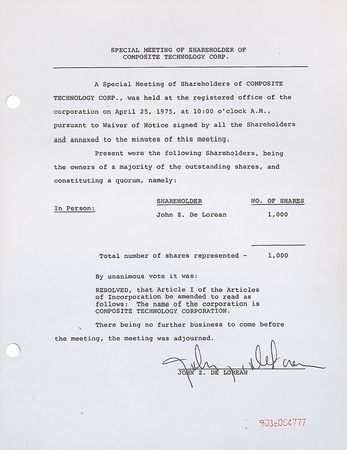 SPECIAL MEETING OF SHAREHOLDER OF
COMPOSITE TECHNOLOGY CORP.
A Special Meeting of Shareholders of COMPOSITE
TECHNOLOGY CORP., was held at the registered office of the
corporation on April 25, 1975, at 10:00 o'clock A.M.,
pursuant to Waiver of Notice signed by all the Shareholders
and annexed to the minutes of this meeting.
Present were the following Shareholders, being
the owners of a majority of the outstanding shares, and
constituting a quorum, namely:
In Person: SHAREHOLDER NO. OF SHARES
John Z. De Lorean 1,000
Total number of shares represented - 1,000
By unanimous vote it was:
RESOLVED, that Article I of the Articles
of Incorporation be amended to read as
follows: The name of the corporation is
COMPOSITE TECHNOLOGY CORPORATION.
There being no further business to come before
the meeting, the meeting was adjourned.
John Z. De Lorean
JOHN Z. DE LOREAN
9036004777